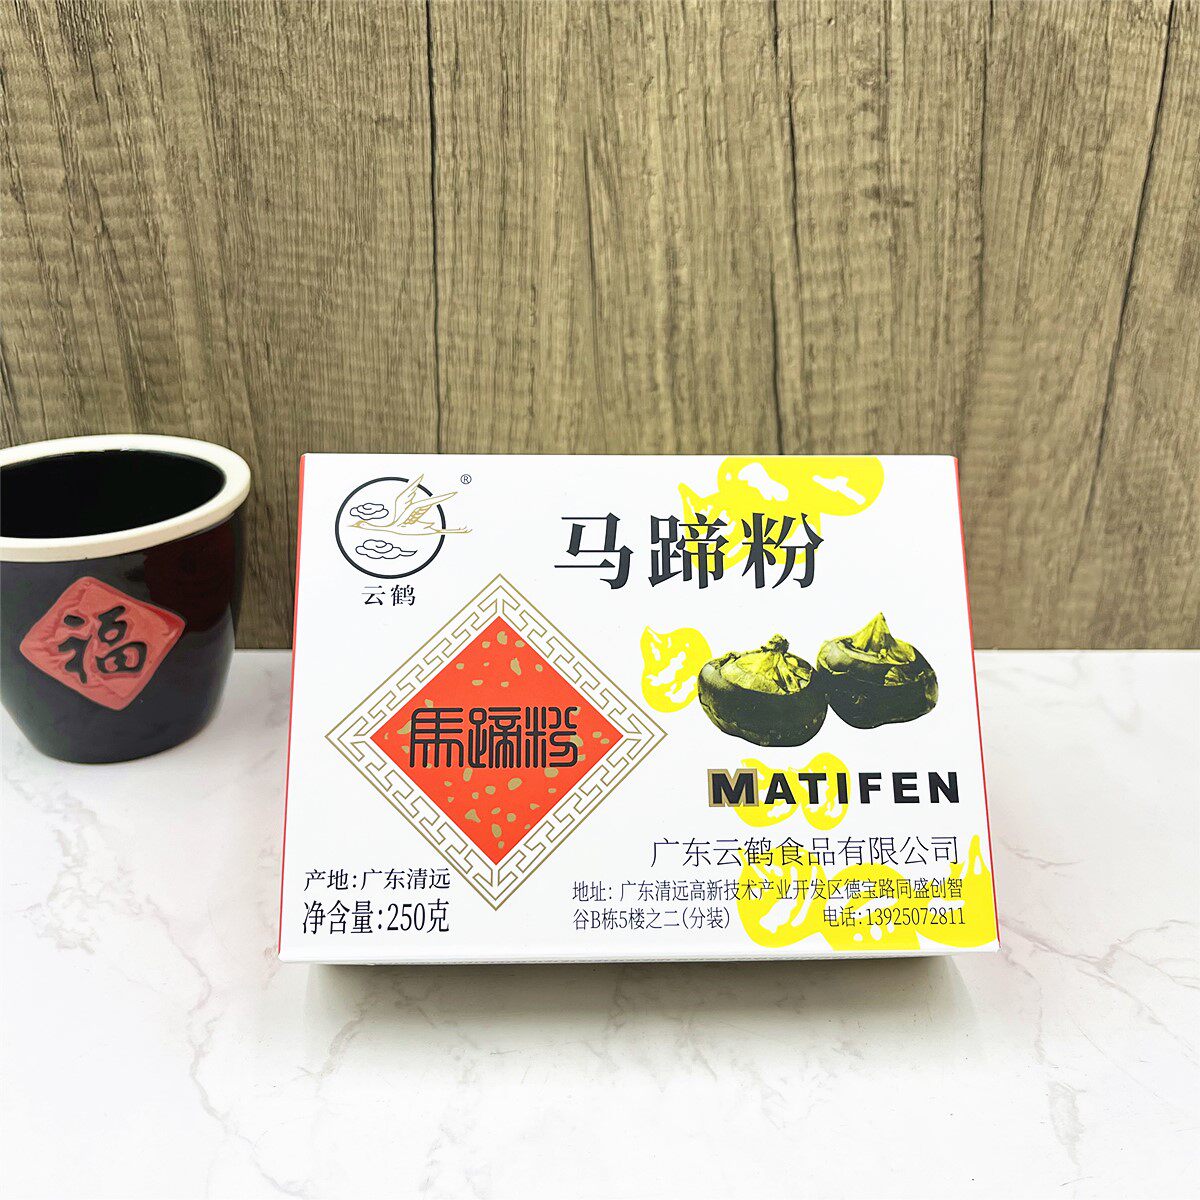 福
®
云鹤
马蹄粉
馬蹄粉
MATIFEN
广东云鹤食品有限公司
产地:广东清远
净含量:250克
地址:广东清远高新技术产业开发区德宝路同盛创智
谷B栋5楼之二(分装) 电话:13925072811